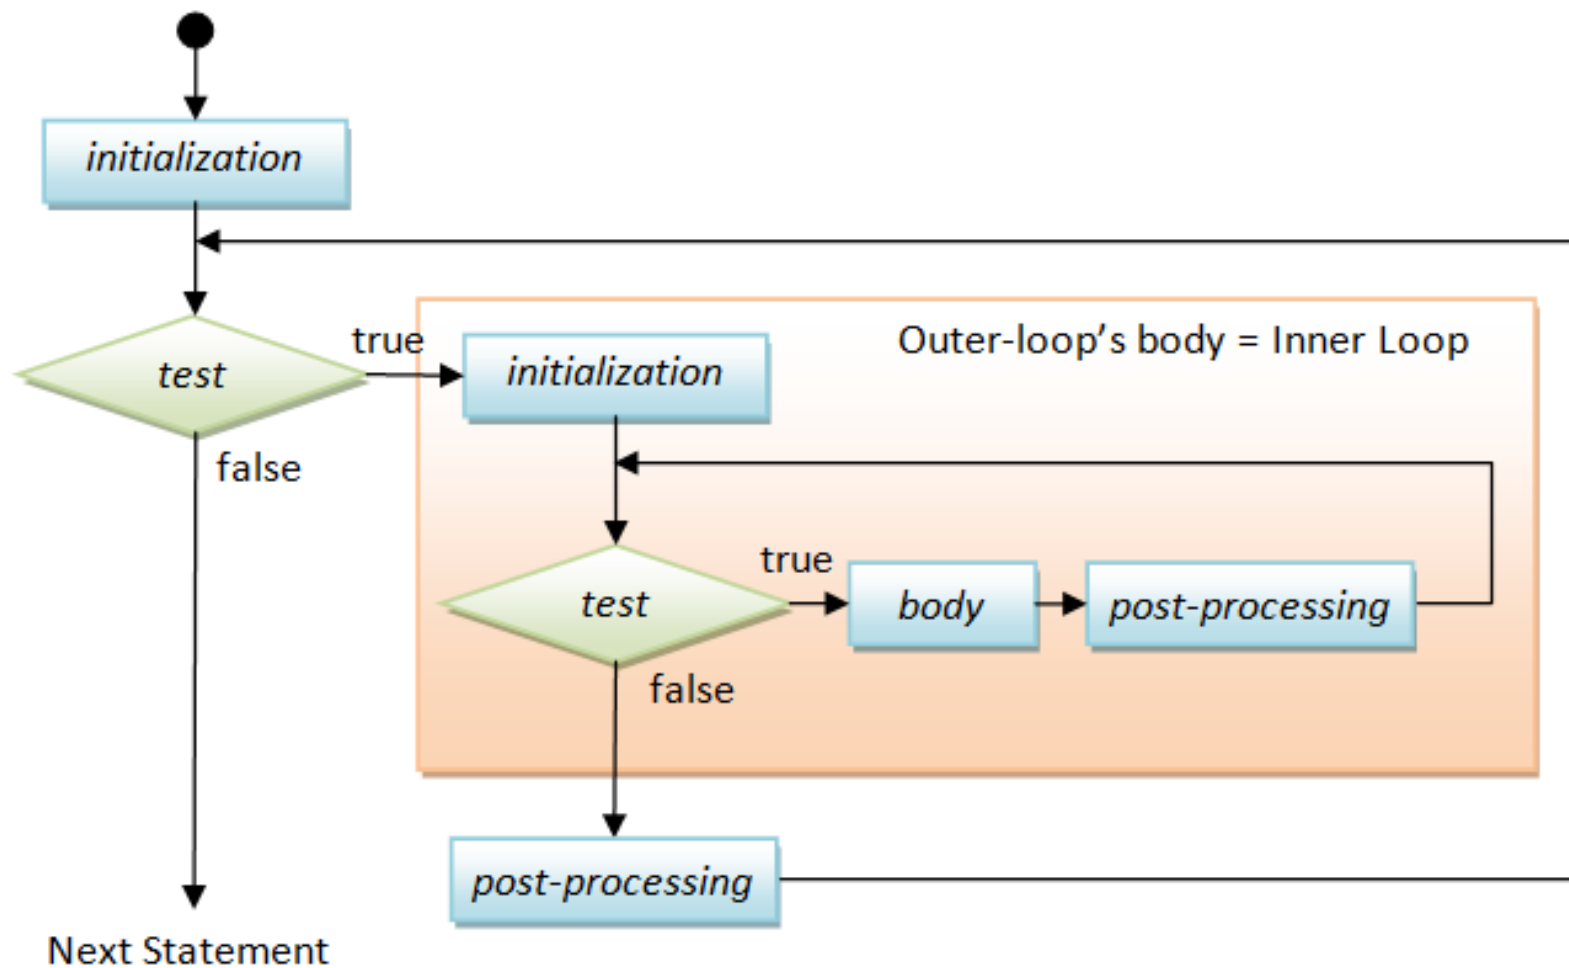 initialization
test
true
false
Outer-loop's body = Inner Loop
initialization
test
true
body
post-processing
false
post-processing
Next Statement